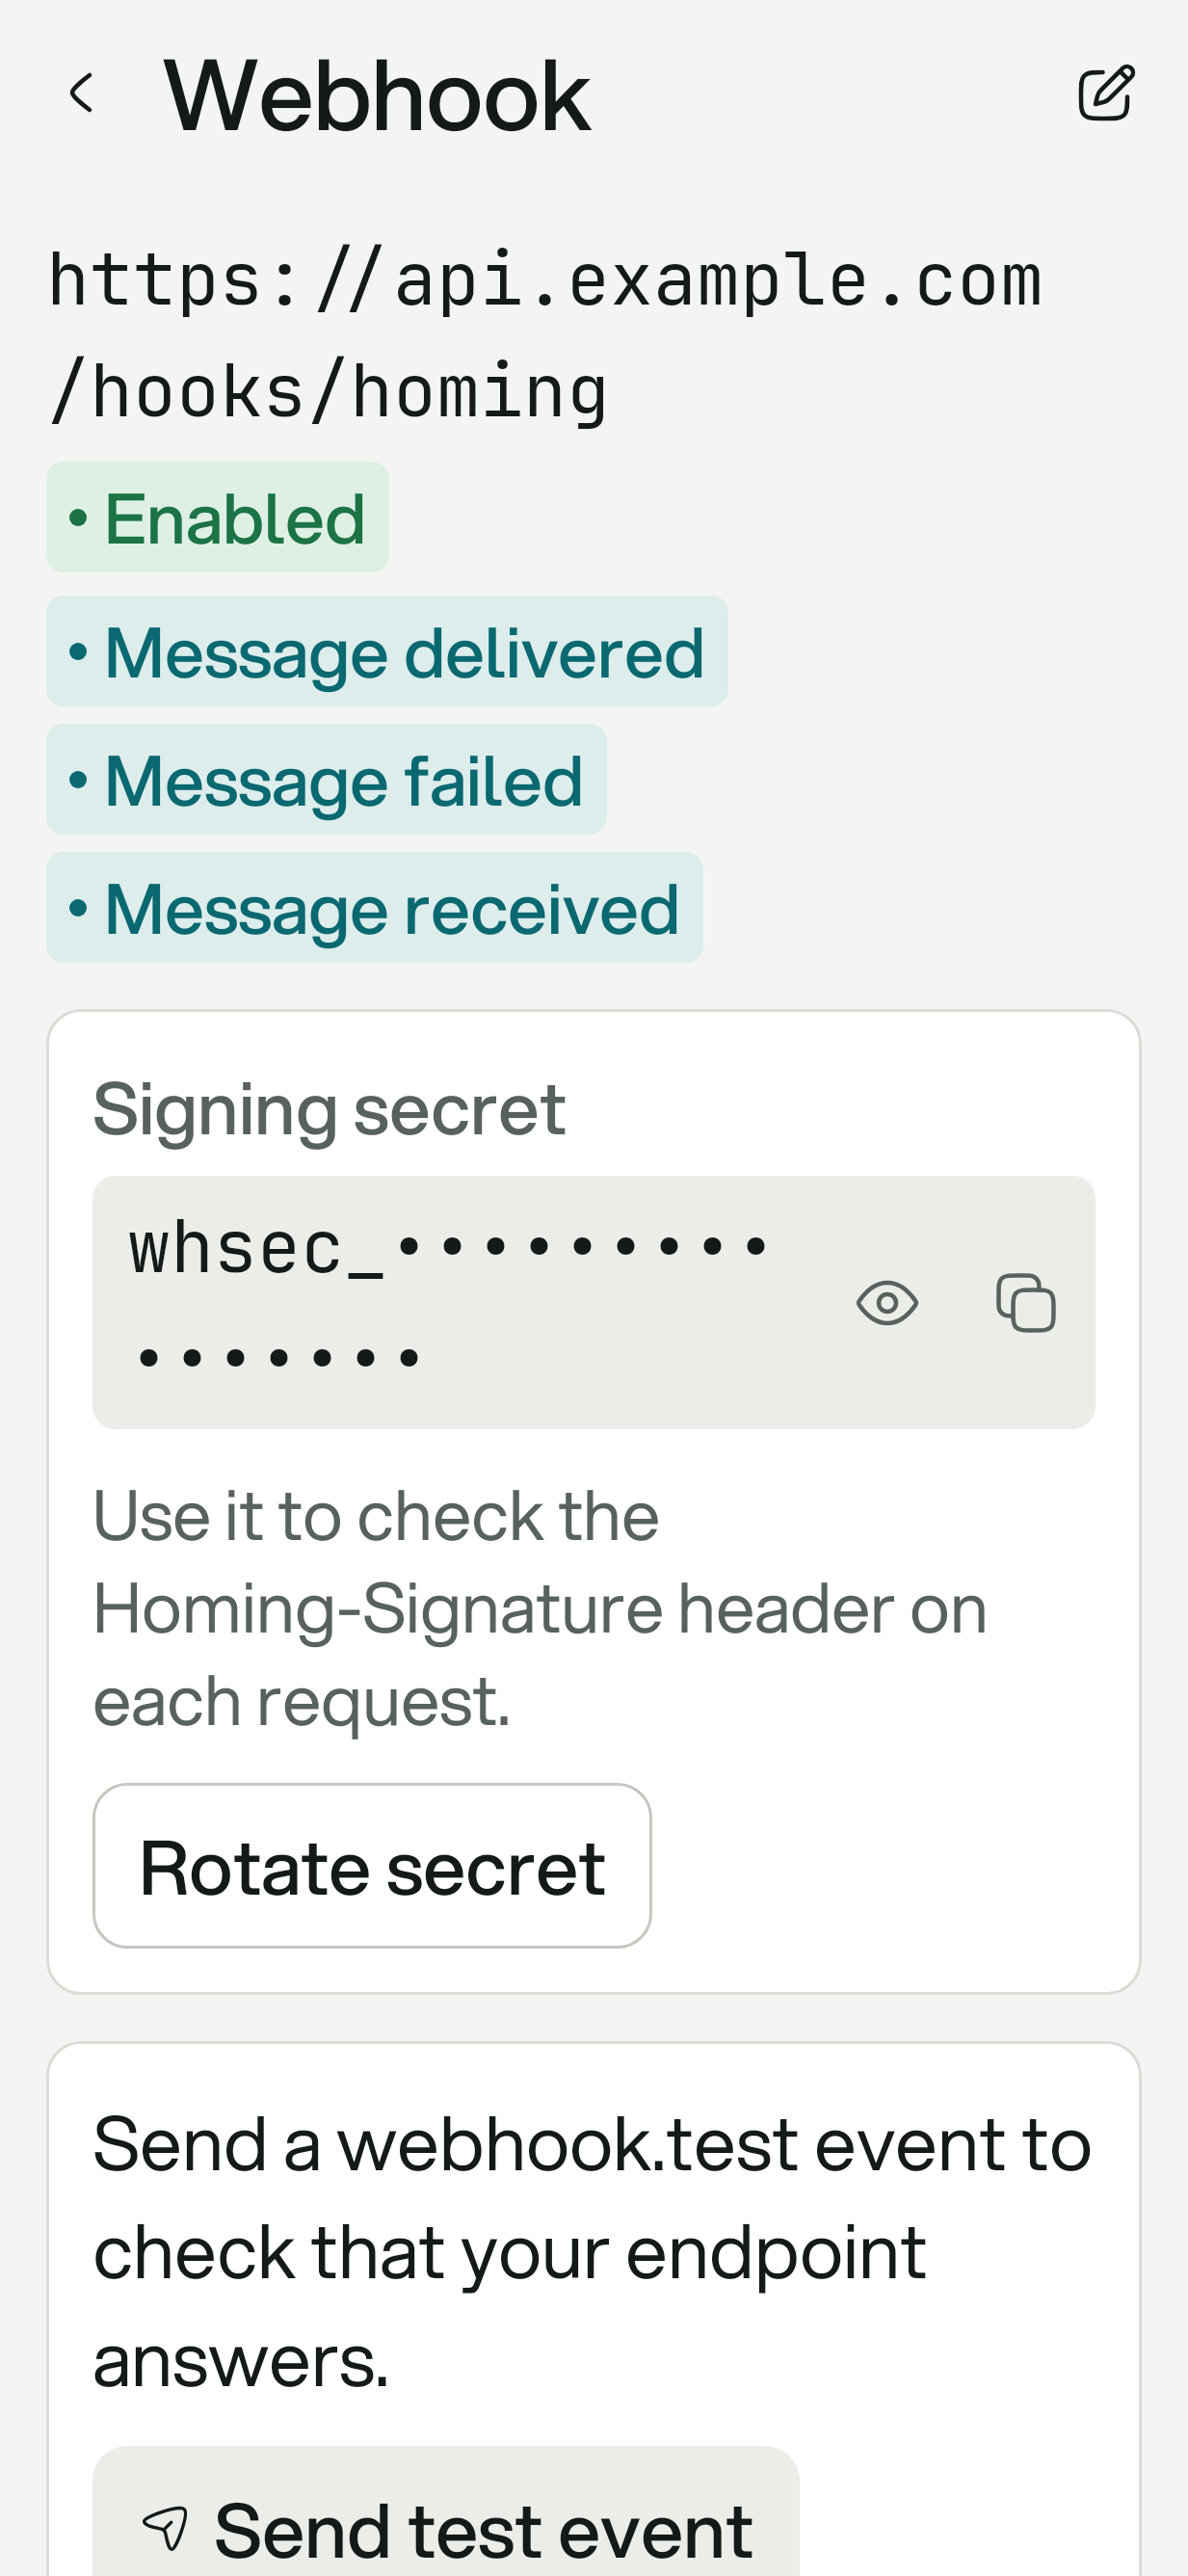 Webhook
https://api.example.com
/hooks/homing
• Enabled
• Message delivered
• Message failed
• Message received
Signing secret
whsec_•••••••••
•••••••
Use it to check the
Homing-Signature header on
each request.
Rotate secret
Send a webhook.test event to
check that your endpoint
answers.
Send test event